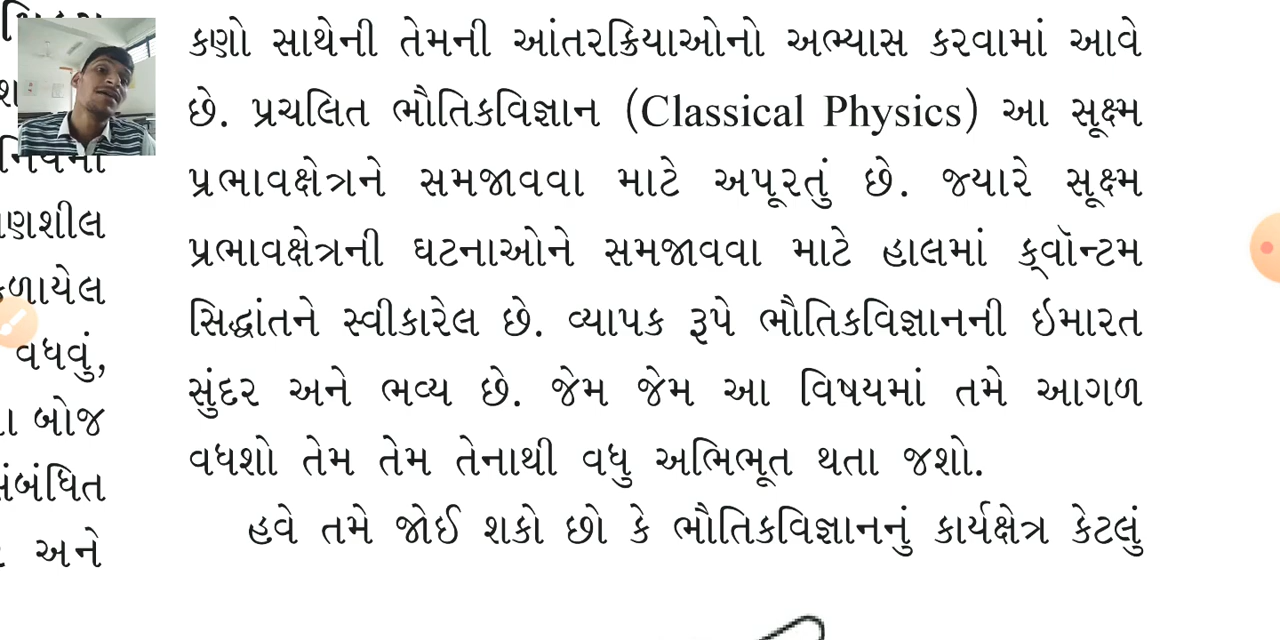 કણો સાથેની તેમની આંતરક્રિયાઓનો અભ્યાસ કરવામાં આવે
છે. પ્રચલિત ભૌતિકવિજ્ઞાન (Classical Physics) આ સૂક્ષ્મ
પ્રભાવક્ષેત્રને સમજાવવા માટે અપૂરતું છે. જ્યારે સૂક્ષ્મ
પ્રભાવક્ષેત્રની ઘટનાઓને સમજાવવા માટે હાલમાં ક્વૉન્ટમ
સિદ્ધાંતને સ્વીકારેલ છે. વ્યાપક રૂપે ભૌતિકવિજ્ઞાનની ઇમારત
સુંદર અને ભવ્ય છે. જેમ જેમ આ વિષયમાં તમે આગળ
વધશો તેમ તેમ તેનાથી વધુ અભિભૂત થતા જશો.
હવે તમે જોઈ શકો છો કે ભૌતિકવિજ્ઞાનનું કાર્યક્ષેત્ર કેટલું
વધવું,
બોજ
અને